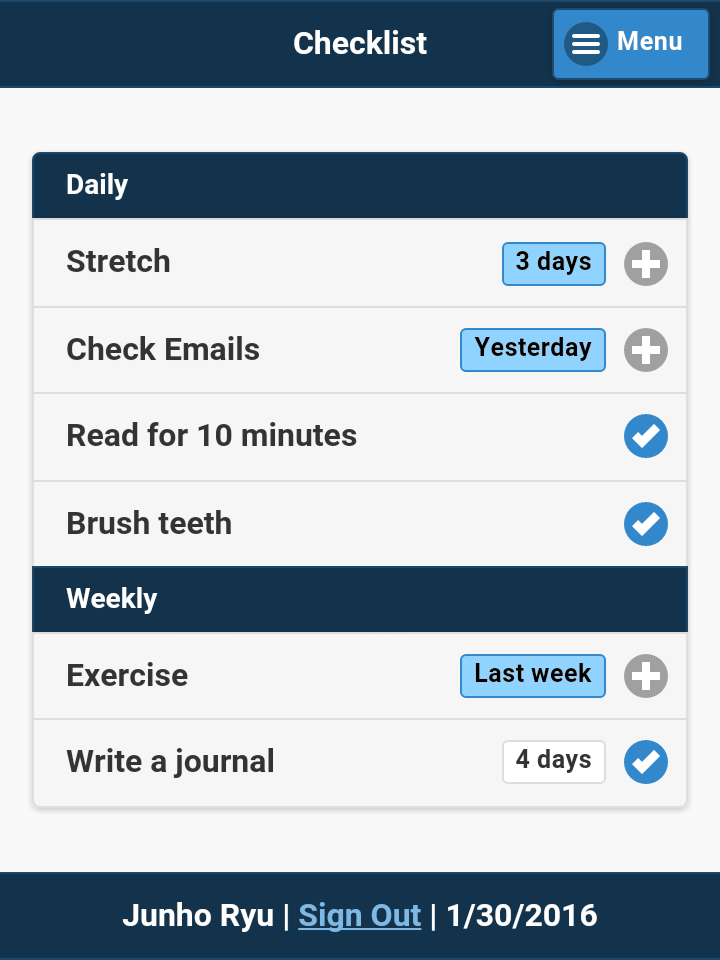 Checklist
Menu
Daily
Stretch 3 days
Check Emails Yesterday
Read for 10 minutes
Brush teeth
Weekly
Exercise Last week
Write a journal 4 days
Junho Ryu | Sign Out | 1/30/2016